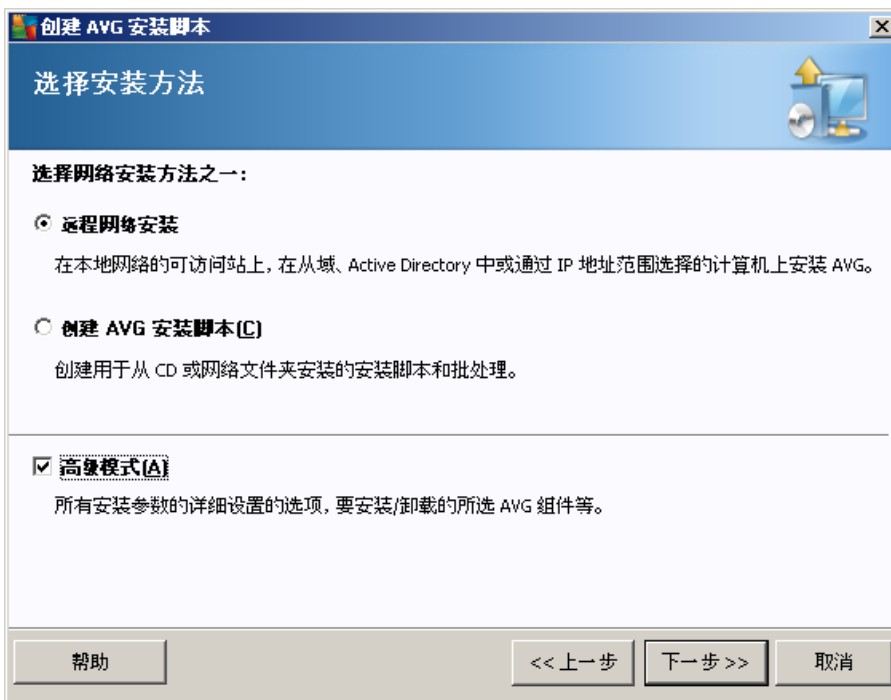 创建 AVG 安装脚本
选择安装方法
选择网络安装方法之一:
远程网络安装
在本地网络的可访问站上, 在从域、Active Directory 中或通过 IP 地址范围选择的计算机上安装 AVG。
创建 AVG 安装脚本(C)
创建用于从 CD 或网络文件夹安装的安装脚本和批处理。
高级模式(A)
所有安装参数的详细设置的选项, 要安装/卸载的所选 AVG 组件等。
帮助
<< 上一步
下一步 >>
取消